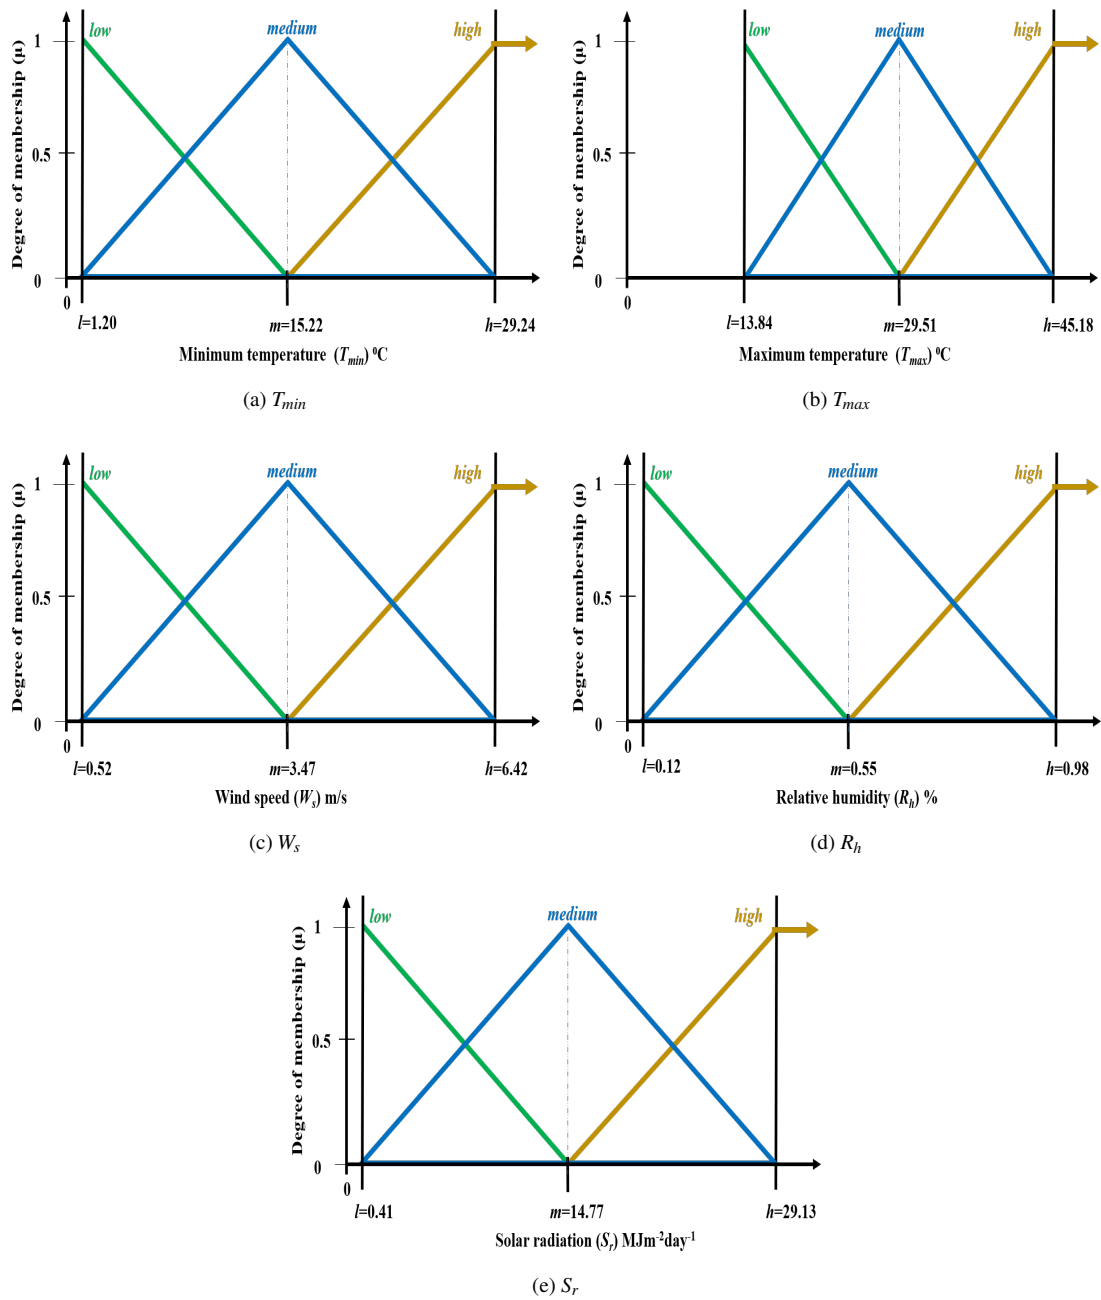 low
medium
high
Degree of membership (μ)
1
0.5
0
0
l=1.20
m=15.22
h=29.24
Minimum temperature (Tmin) ⁰C
(a) Tmin
low
medium
high
Degree of membership (μ)
1
0.5
0
0
l=13.84
m=29.51
h=45.18
Maximum temperature (Tmax) ⁰C
(b) Tmax
low
medium
high
Degree of membership (μ)
1
0.5
0
0
l=0.52
m=3.47
h=6.42
Wind speed (Ws) m/s
(c) Ws
low
medium
high
Degree of membership (μ)
1
0.5
0
0
l=0.12
m=0.55
h=0.98
Relative humidity (Rh) %
(d) Rh
low
medium
high
Degree of membership (μ)
1
0.5
0
0
l=0.41
m=14.77
h=29.13
Solar radiation (Sr) MJm⁻²day⁻¹
(e) Sr